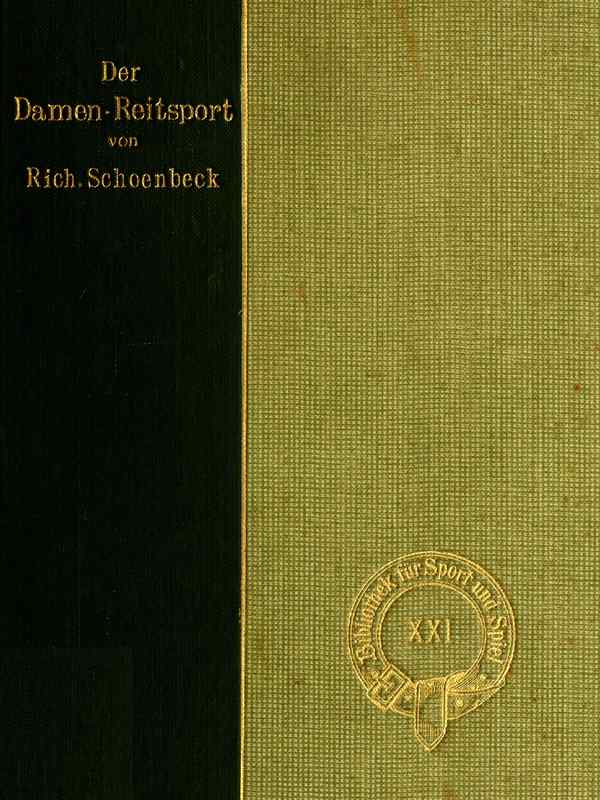 Der
Damen-Reitsport
von
Rich. Schoenbeck
Bibliothek für Sport und Spiel
XXI